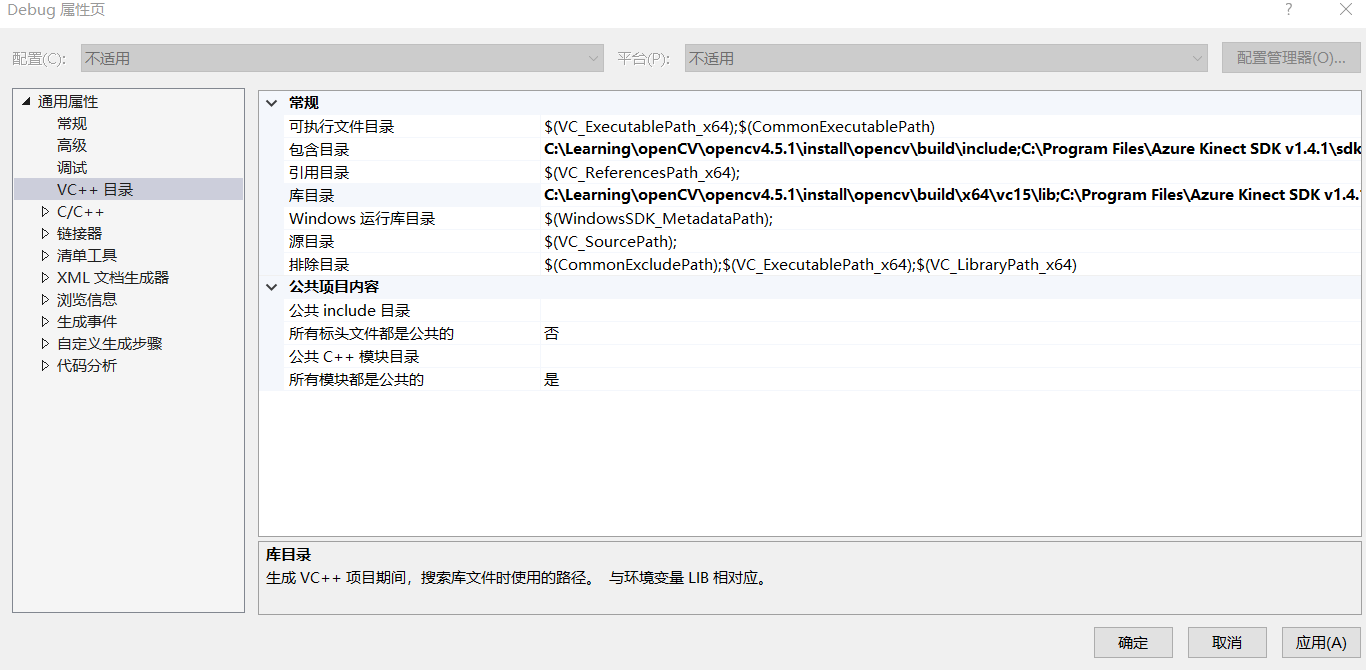 Debug 属性页
配置(C): 不适用 平台(P): 不适用 配置管理器(O)...
通用属性
常规
高级
调试
VC++ 目录
C/C++
链接器
清单工具
XML 文档生成器
浏览信息
生成事件
自定义生成步骤
代码分析
常规
可执行文件目录 $(VC_ExecutablePath_x64);$(CommonExecutablePath)
包含目录 C:\Learning\openCV\opencv4.5.1\install\opencv\build\include;C:\Program Files\Azure Kinect SDK v1.4.1\sdk
引用目录 $(VC_ReferencesPath_x64);
库目录 C:\Learning\openCV\opencv4.5.1\install\opencv\build\x64\vc15\lib;C:\Program Files\Azure Kinect SDK v1.4.1
Windows 运行库目录 $(WindowsSDK_MetadataPath);
源目录 $(VC_SourcePath);
排除目录 $(CommonExcludePath);$(VC_ExecutablePath_x64);$(VC_LibraryPath_x64)
公共项目内容
公共 include 目录
所有标头文件都是公共的 否
公共 C++ 模块目录
所有模块都是公共的 是
库目录
生成 VC++ 项目期间，搜索库文件时使用的路径。 与环境变量 LIB 相对应。
确定 取消 应用(A)